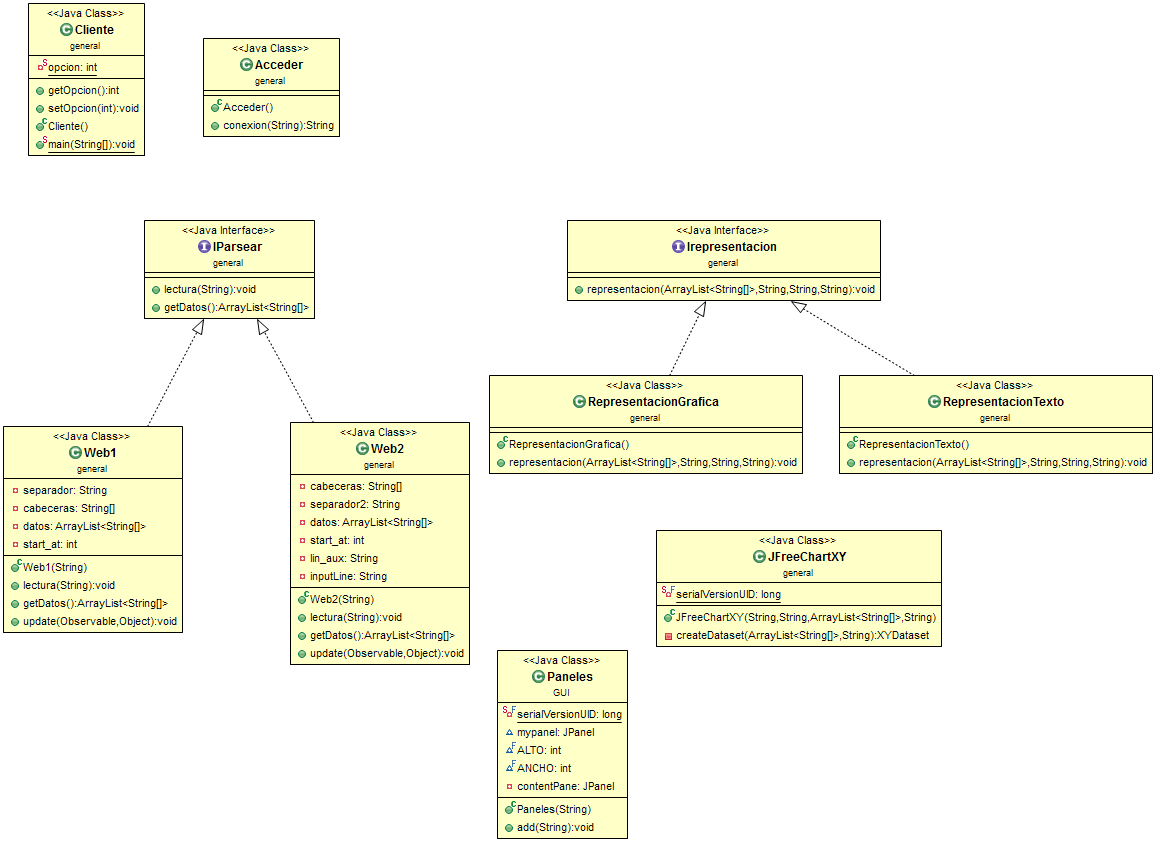 <<Java Class>>
Cliente
general
opcion: int
getOpcion():int
setOpcion(int):void
Cliente()
main(String[]):void
<<Java Class>>
Acceder
general
Acceder()
conexion(String):String
<<Java Interface>>
IParsear
general
lectura(String):void
getDatos():ArrayList<String[]>
<<Java Interface>>
Irepresentacion
general
representacion(ArrayList<String[]>,String,String,String):void
<<Java Class>>
Web1
general
separador: String
cabeceras: String[]
datos: ArrayList<String[]>
start_at: int
Web1(String)
lectura(String):void
getDatos():ArrayList<String[]>
update(Observable,Object):void
<<Java Class>>
Web2
general
cabeceras: String[]
separador2: String
datos: ArrayList<String[]>
start_at: int
lin_aux: String
inputLine: String
Web2(String)
lectura(String):void
getDatos():ArrayList<String[]>
update(Observable,Object):void
<<Java Class>>
RepresentacionGrafica
general
RepresentacionGrafica()
representacion(ArrayList<String[]>,String,String,String):void
<<Java Class>>
RepresentacionTexto
general
RepresentacionTexto()
representacion(ArrayList<String[]>,String,String,String):void
<<Java Class>>
JFreeChartXY
general
serialVersionUID: long
JFreeChartXY(String,String,ArrayList<String[]>,String)
createDataset(ArrayList<String[]>,String):XYDataset
<<Java Class>>
Paneles
GUI
serialVersionUID: long
mypanel: JPanel
ALTO: int
ANCHO: int
contentPane: JPanel
Paneles(String)
add(String):void